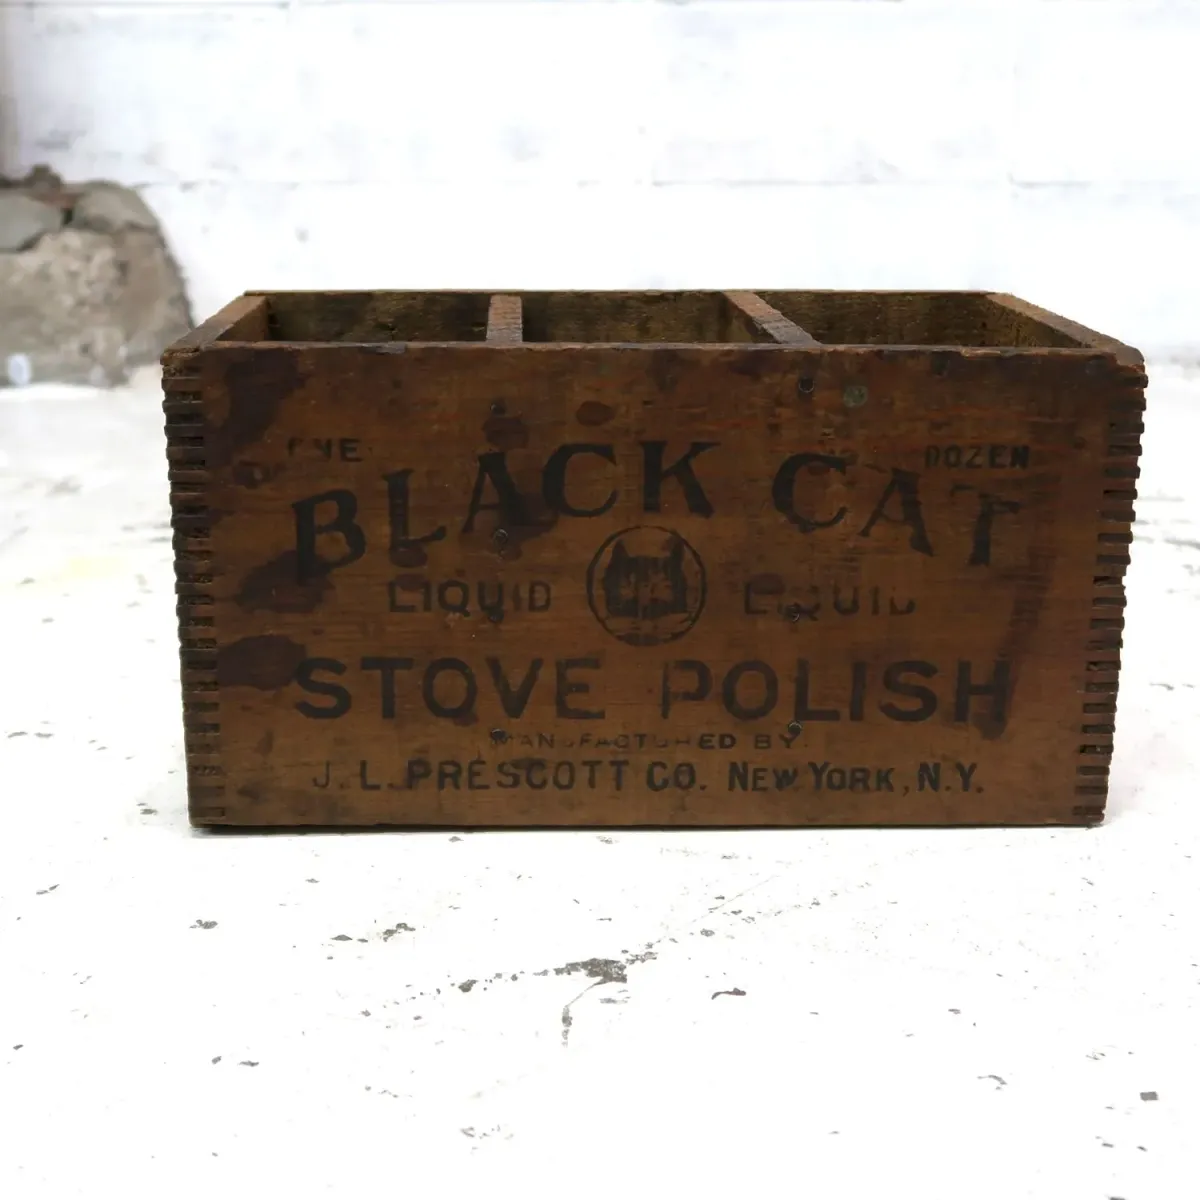 ONE DOZEN
BLACK CAT
LIQUID LIQUID
STOVE POLISH
MANUFACTURED BY
J. L. PRESCOTT CO. NEW YORK, N.Y.